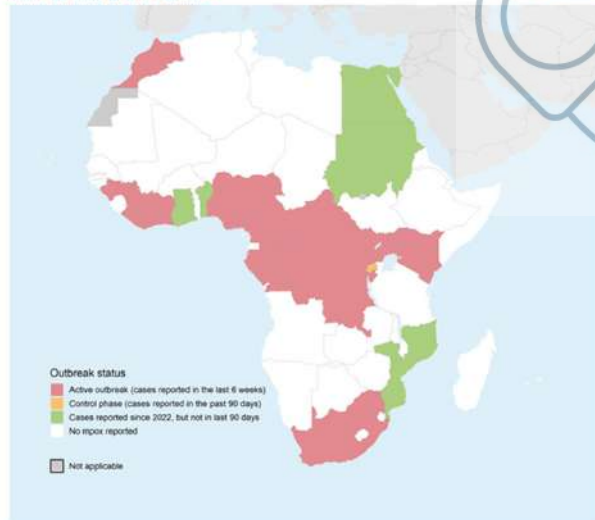 Outbreak status
Active outbreak (cases reported in the last 6 weeks)
Control phase (cases reported in the past 90 days)
Cases reported since 2022, but not in last 90 days
No mpox reported
Not applicable